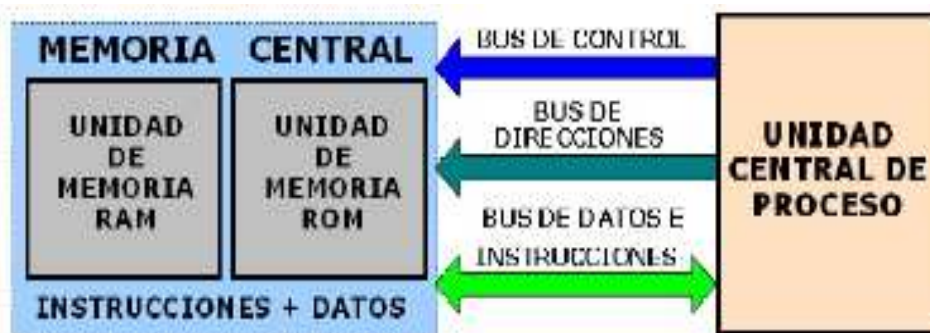 MEMORIA CENTRAL
UNIDAD
DE
MEMORIA
RAM
UNIDAD
DE
MEMORIA
ROM
INSTRUCCIONES + DATOS
BUS DE CONTROL
BUS DE
DIRECCIONES
BUS DE DATOS E
INSTRUCCIONES
UNIDAD
CENTRAL DE
PROCESO